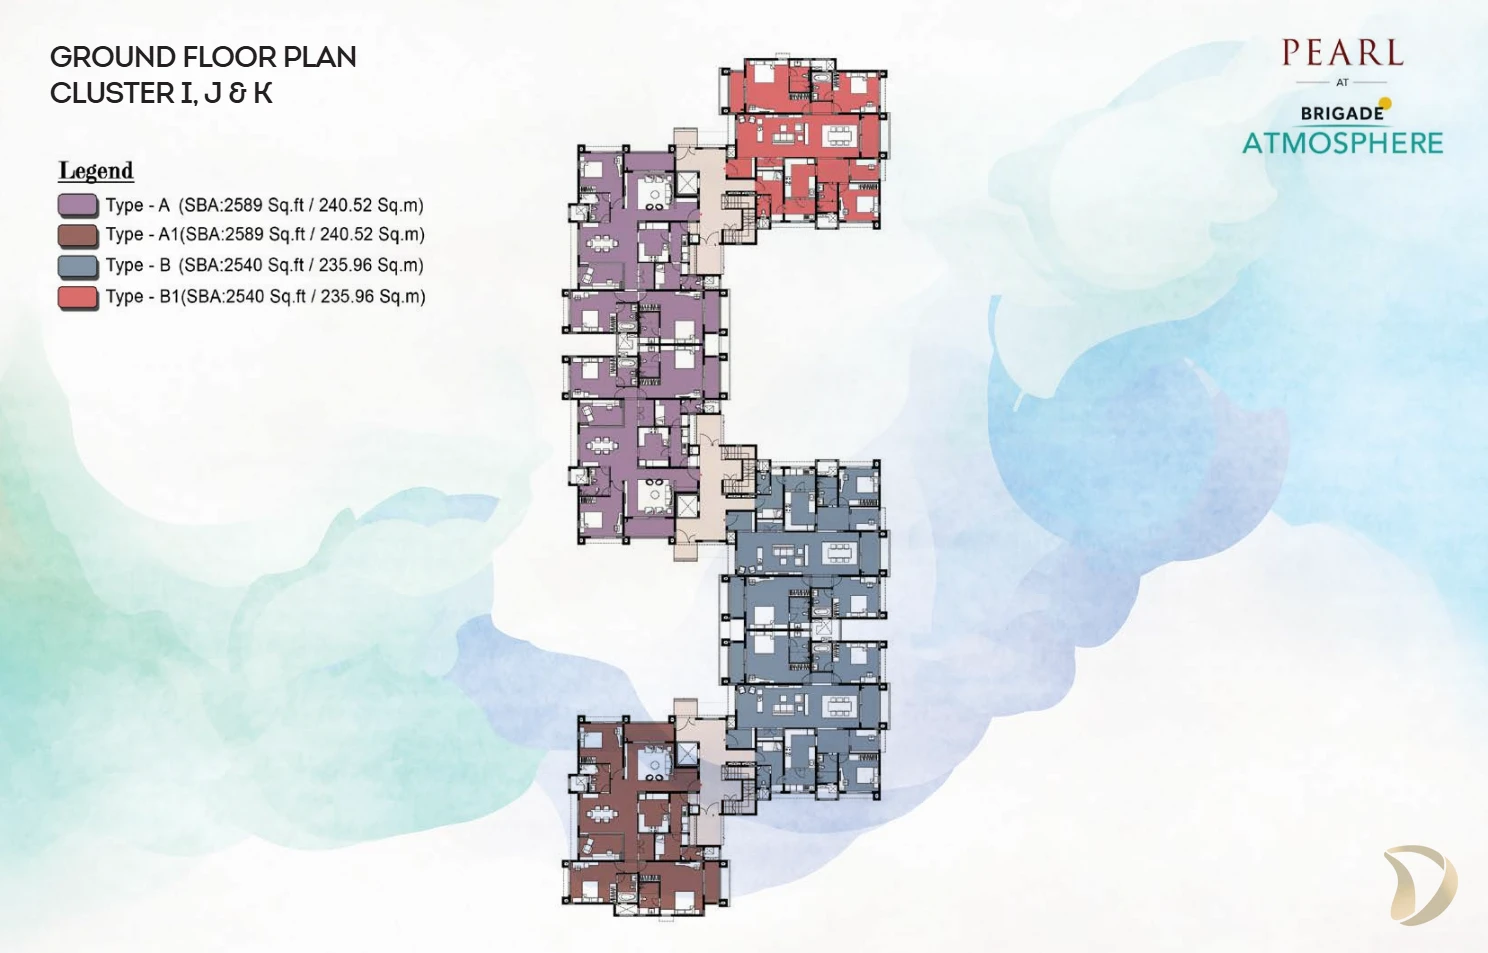 GROUND FLOOR PLAN
CLUSTER I, J & K
PEARL
AT
BRIGADE
ATMOSPHERE
Legend
Type - A (SBA:2589 Sq.ft / 240.52 Sq.m)
Type - A1(SBA:2589 Sq.ft / 240.52 Sq.m)
Type - B (SBA:2540 Sq.ft / 235.96 Sq.m)
Type - B1(SBA:2540 Sq.ft / 235.96 Sq.m)